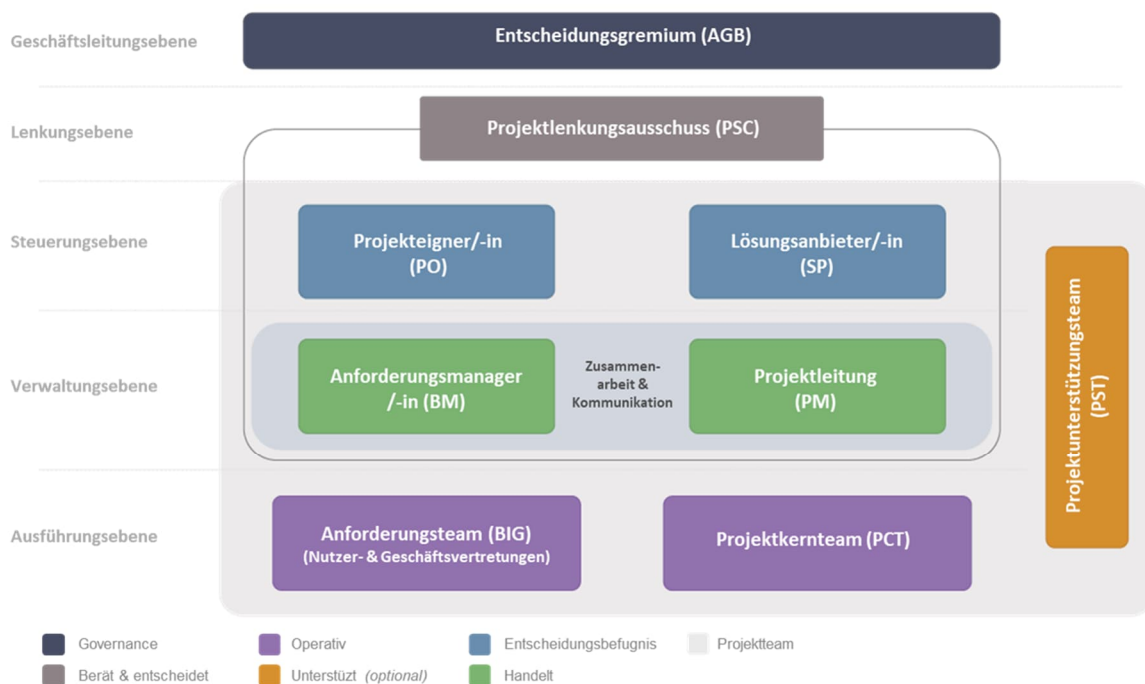 Geschäftsleitungsebene
Entscheidungsgremium (AGB)
Lenkungsebene
Projektlenkungsausschuss (PSC)
Steuerungsebene
Projekteigner/-in
(PO)
Lösungsanbieter/-in
(SP)
Verwaltungsebene
Anforderungsmanager
/-in (BM)
Zusammen-
arbeit &
Kommunikation
Projektleitung
(PM)
Projektunterstützungsteam
(PST)
Ausführungsebene
Anforderungsteam (BIG)
(Nutzer- & Geschäftsvertretungen)
Projektkernteam (PCT)
Governance
Operativ
Entscheidungsbefugnis
Projektteam
Berät & entscheidet
Unterstüzt (optional)
Handelt